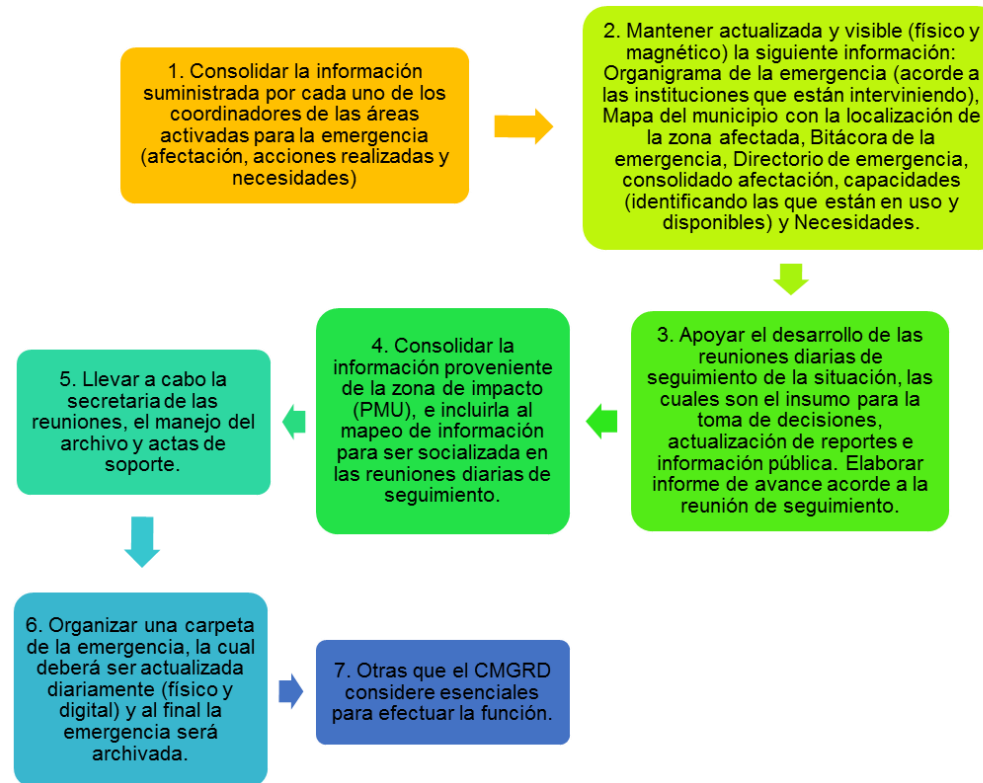 1. Consolidar la información
suministrada por cada uno de los
coordinadores de las áreas
activadas para la emergencia
(afectación, acciones realizadas y
necesidades)
2. Mantener actualizada y visible (físico y
magnético) la siguiente información:
Organigrama de la emergencia (acorde a
las instituciones que están interviniendo),
Mapa del municipio con la localización de
la zona afectada, Bitácora de la
emergencia, Directorio de emergencia,
consolidado afectación, capacidades
(identificando las que están en uso y
disponibles) y Necesidades.
3. Apoyar el desarrollo de las
reuniones diarias de
seguimiento de la situación, las
cuales son el insumo para la
toma de decisiones,
actualización de reportes e
información pública. Elaborar
informe de avance acorde a la
reunión de seguimiento.
4. Consolidar la
información proveniente
de la zona de impacto
(PMU), e incluirla al
mapeo de información
para ser socializada en
las reuniones diarias de
seguimiento.
5. Llevar a cabo la
secretaria de las
reuniones, el manejo del
archivo y actas de
soporte.
6. Organizar una carpeta
de la emergencia, la cual
deberá ser actualizada
diariamente (físico y
digital) y al final la
emergencia será
archivada.
7. Otras que el CMGRD
considere esenciales
para efectuar la función.